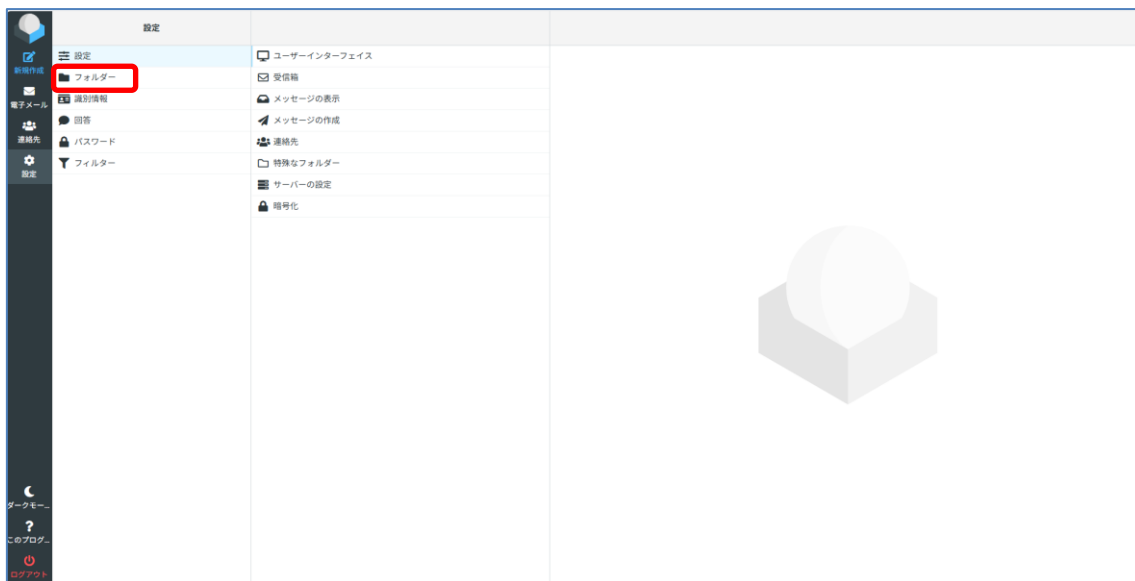 設定
新規作成
電子メール
連絡先
設定
ダークモー...
?
このプログ...
ログアウト
設定
フォルダー
識別情報
回答
パスワード
フィルター
ユーザーインターフェイス
受信箱
メッセージの表示
メッセージの作成
連絡先
特殊なフォルダー
サーバーの設定
暗号化